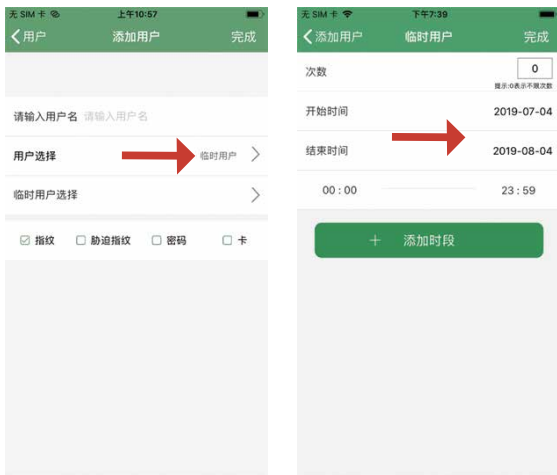 无 SIM 卡 上午10:57
用户 添加用户 完成
请输入用户名 请输入用户名
用户选择 临时用户
临时用户选择
指纹 胁迫指纹 密码 卡
无 SIM 卡 下午7:39
添加用户 临时用户 完成
次数 0
提示:0表示不限次数
开始时间 2019-07-04
结束时间 2019-08-04
00 : 00 23 : 59
+ 添加时段